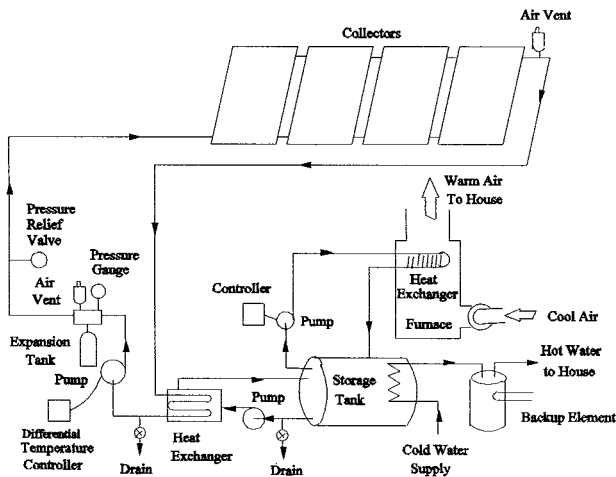 Air Vent
Collectors
Warm Air
To House
Pressure
Relief
Valve
Pressure
Gauge
Air
Vent
Controller
Pump
Heat
Exchanger
Furnace
Cool Air
Expansion
Tank
Pump
Hot Water
to House
Storage
Tank
Pump
Backup Element
Differential
Temperature
Controller
Drain
Heat
Exchanger
Drain
Cold Water
Supply